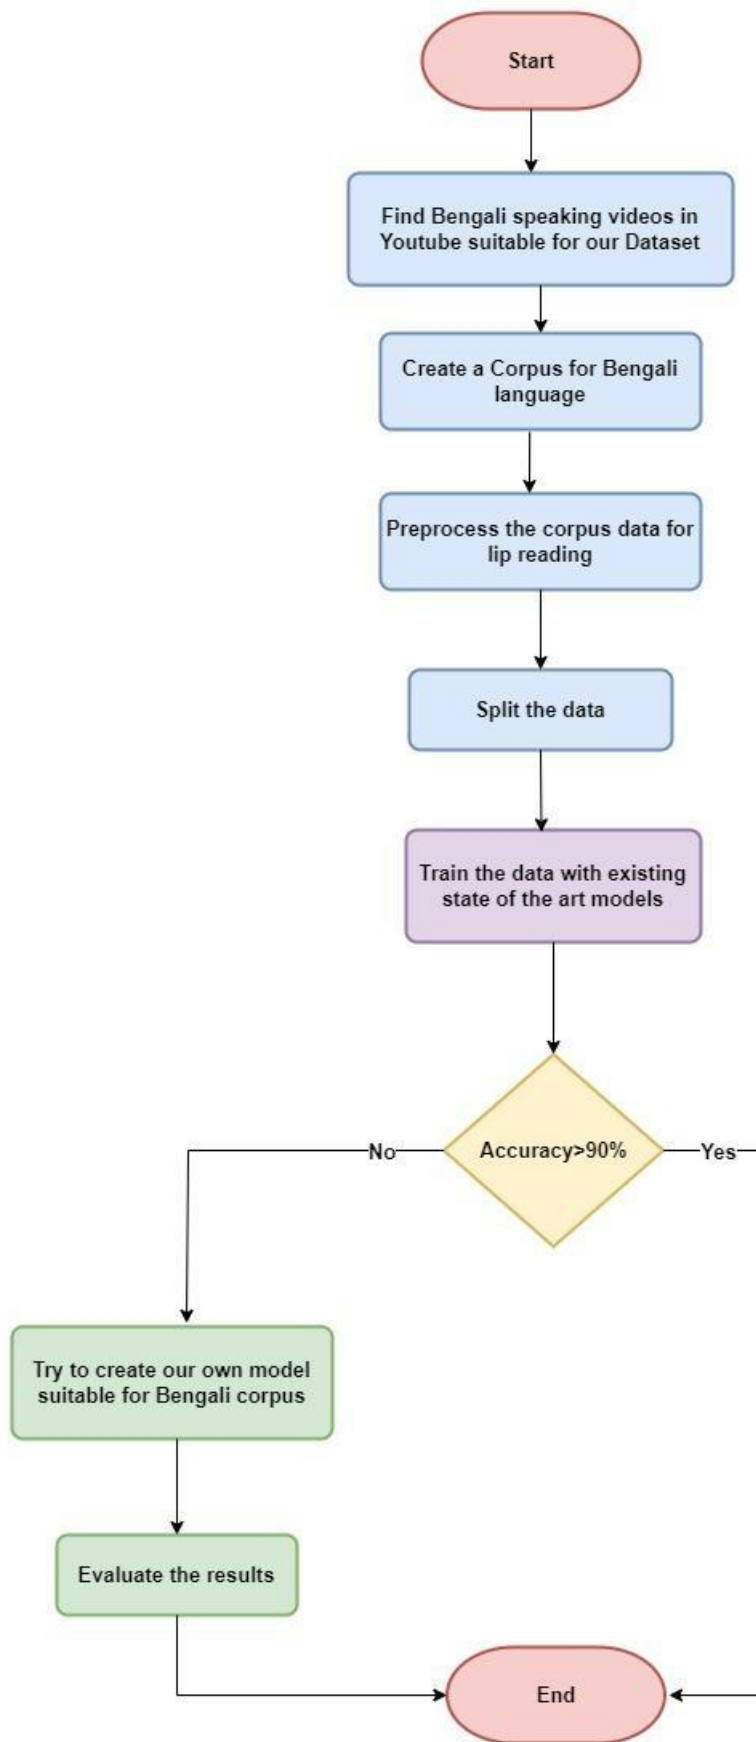 Start
Find Bengali speaking videos in
Youtube suitable for our Dataset
Create a Corpus for Bengali
language
Preprocess the corpus data for
lip reading
Split the data
Train the data with existing
state of the art models
Accuracy>90%
No
Yes
Try to create our own model
suitable for Bengali corpus
Evaluate the results
End